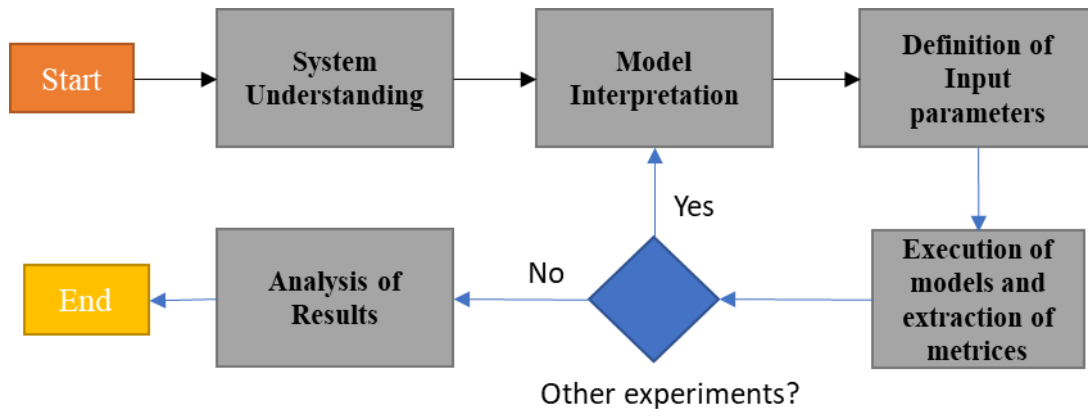 Start
System
Understanding
Model
Interpretation
Definition of
Input
parameters
Yes
Execution of
models and
extraction of
metrices
No
Analysis of
Results
End
Other experiments?